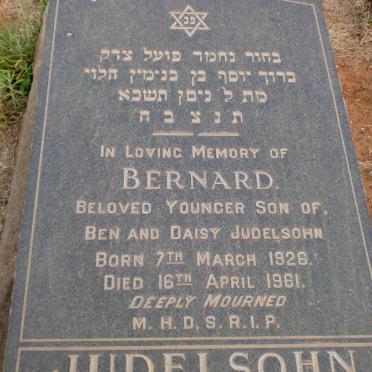 פנ
בחור נחמד פועל צדק
ברוך יוסף בן בנימין הלוי
מת ל ניסן תשכא
ת נ צ ב ה
IN LOVING MEMORY OF
BERNARD.
BELOVED YOUNGER SON OF,
BEN AND DAISY JUDELSOHN
BORN 7TH MARCH 1926.
DIED 16TH APRIL 1961.
DEEPLY MOURNED
M. H. D. S. R. I. P.
JUDELSOHN